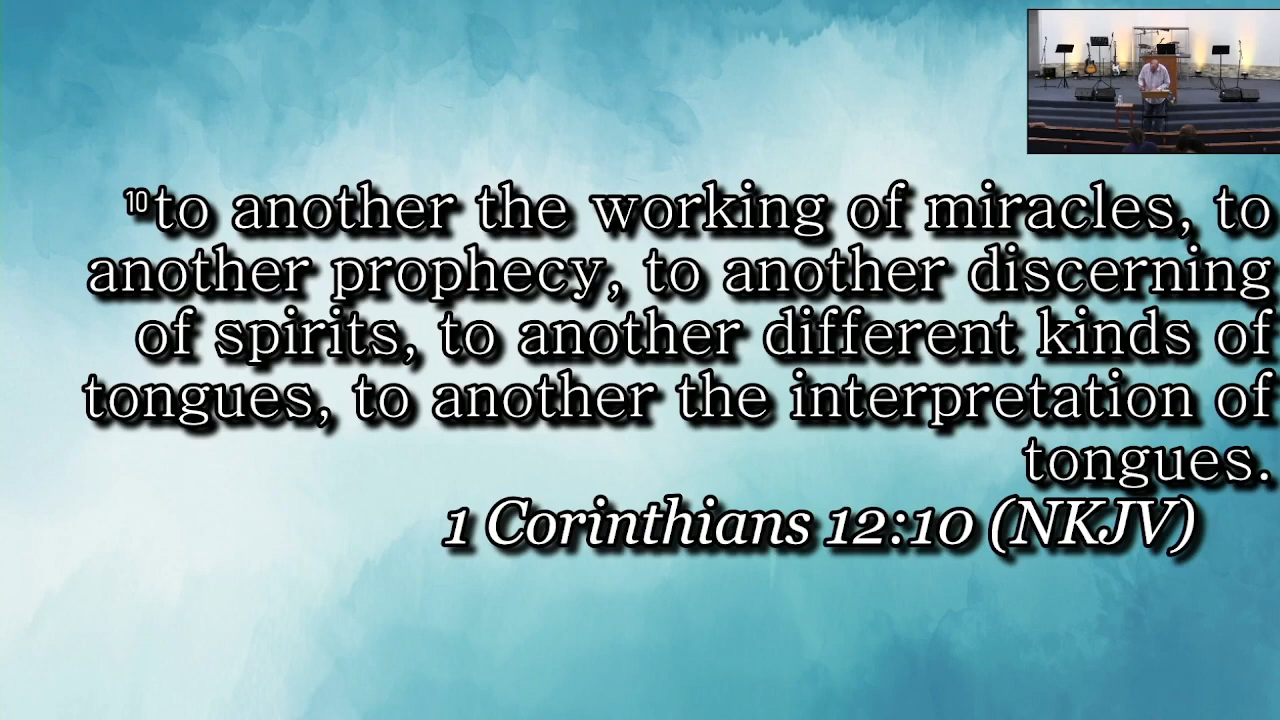 10to another the working of miracles, to
another prophecy, to another discerning
of spirits, to another different kinds of
tongues, to another the interpretation of
tongues.
1 Corinthians 12:10 (NKJV)